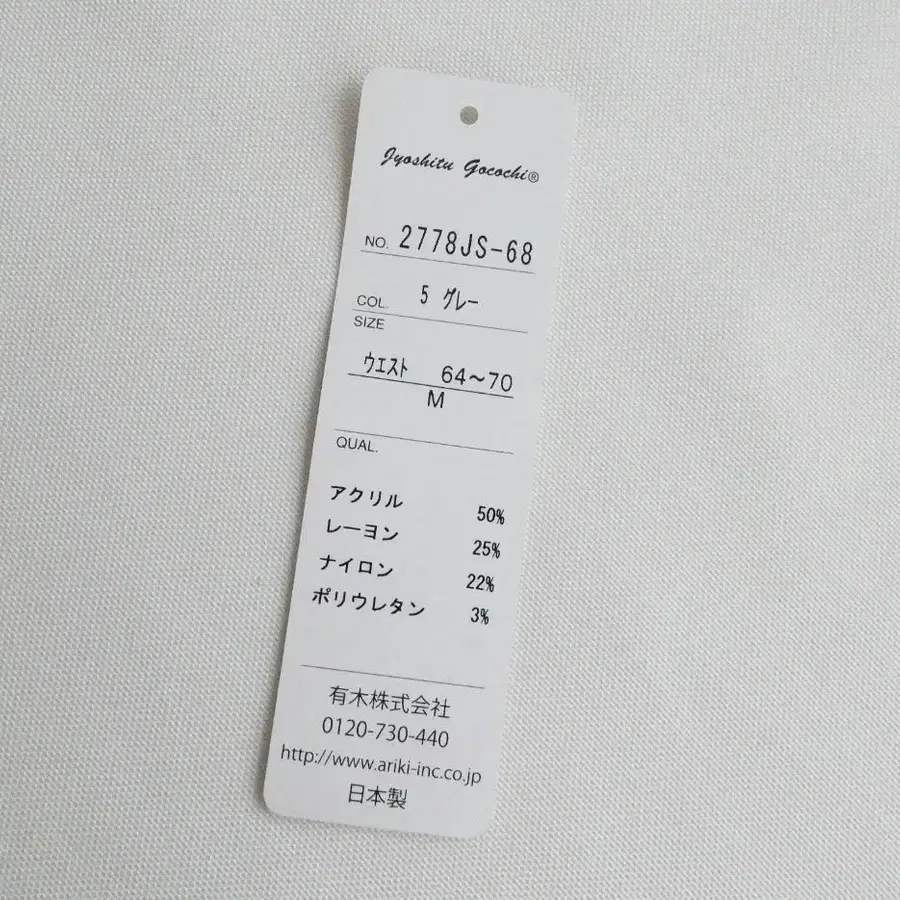 Jyoshitu Gocochi®
NO. 2778JS-68
COL. 5 グレー
SIZE
ウエスト 64～70
M
QUAL.
アクリル 50%
レーヨン 25%
ナイロン 22%
ポリウレタン 3%
有木株式会社
0120-730-440
http://www.ariki-inc.co.jp
日本製